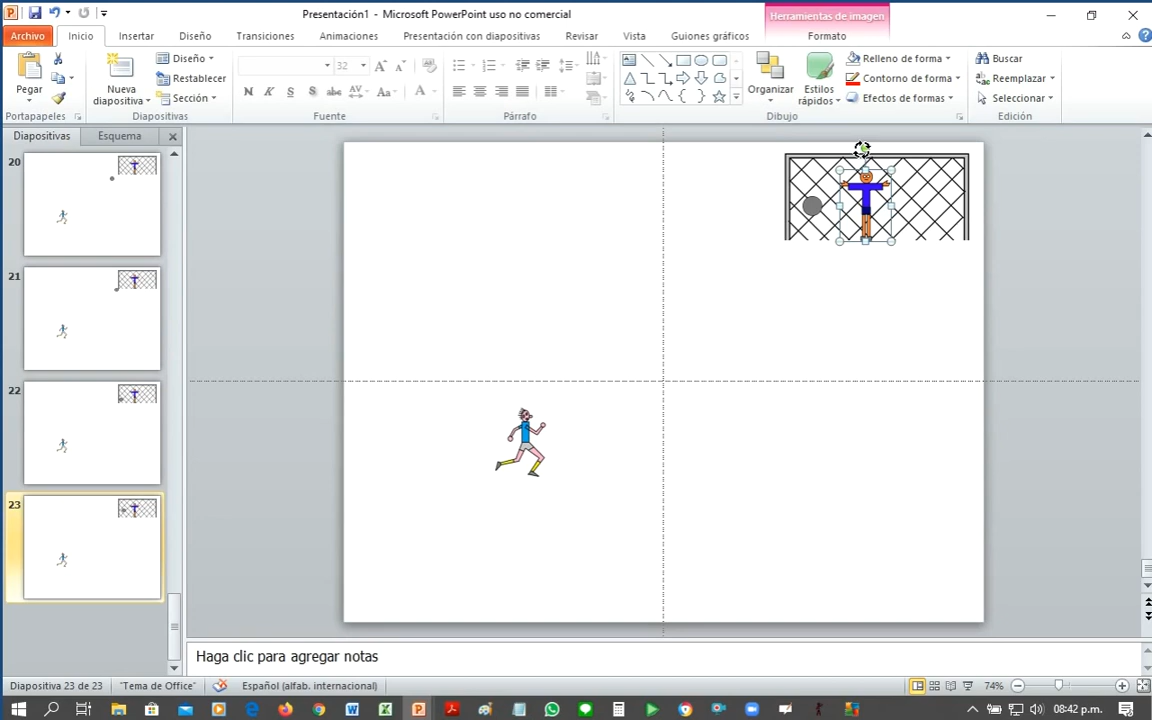 Presentación1 - Microsoft PowerPoint uso no comercial
Herramientas de imagen
Archivo Inicio Insertar Diseño Transiciones Animaciones Presentación con diapositivas Revisar Vista Guiones gráficos Formato
Pegar
Portapapeles
Nueva
diapositiva
Diseño
Restablecer
Sección
Diapositivas
32
N K S S abc AV Aa A
Fuente
Párrafo
Organizar
Estilos
rápidos
Relleno de forma
Contorno de forma
Efectos de formas
Dibujo
Buscar
Reemplazar
Seleccionar
Edición
Diapositivas Esquema
20
21
22
23
Haga clic para agregar notas
Diapositiva 23 de 23 "Tema de Office" Español (alfab. internacional) 74%
08:42 p.m.